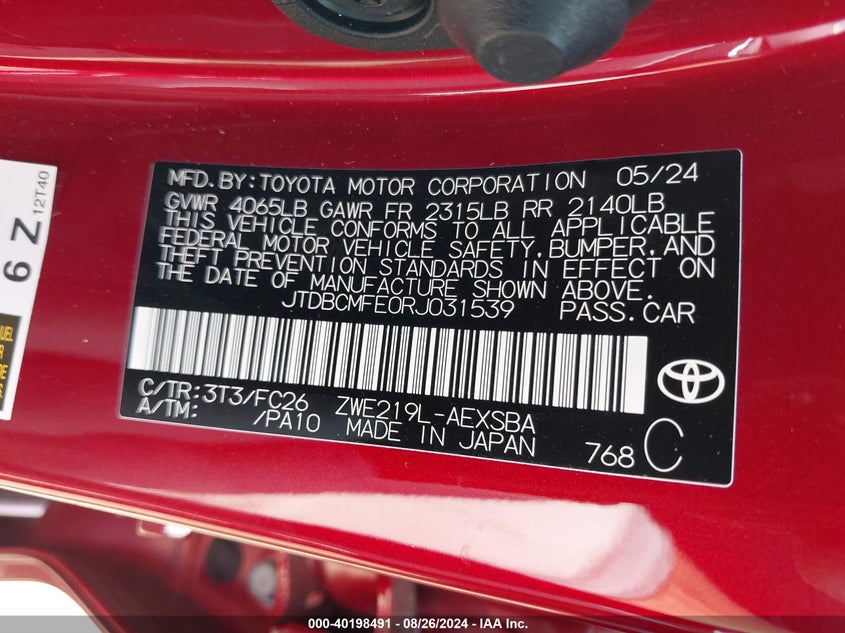 MFD.BY:TOYOTA MOTOR CORPORATION 05/24
GVWR 4065LB GAWR FR 2315LB RR 2140LB
THIS VEHICLE CONFORMS TO ALL APPLICABLE
FEDERAL MOTOR VEHICLE SAFETY,BUMPER,AND
THEFT PREVENTION STANDARDS IN EFFECT ON
THE DATE OF MANUFACTURE SHOWN ABOVE.
JTDBCMFE0RJ031539 PASS.CAR
C/TR:3T3/FC26 ZWE219L-AEXSBA
A/TM: /PA10 MADE IN JAPAN
768 C
6 Z
12T40
000-40198491 - 08/26/2024 - IAA Inc.